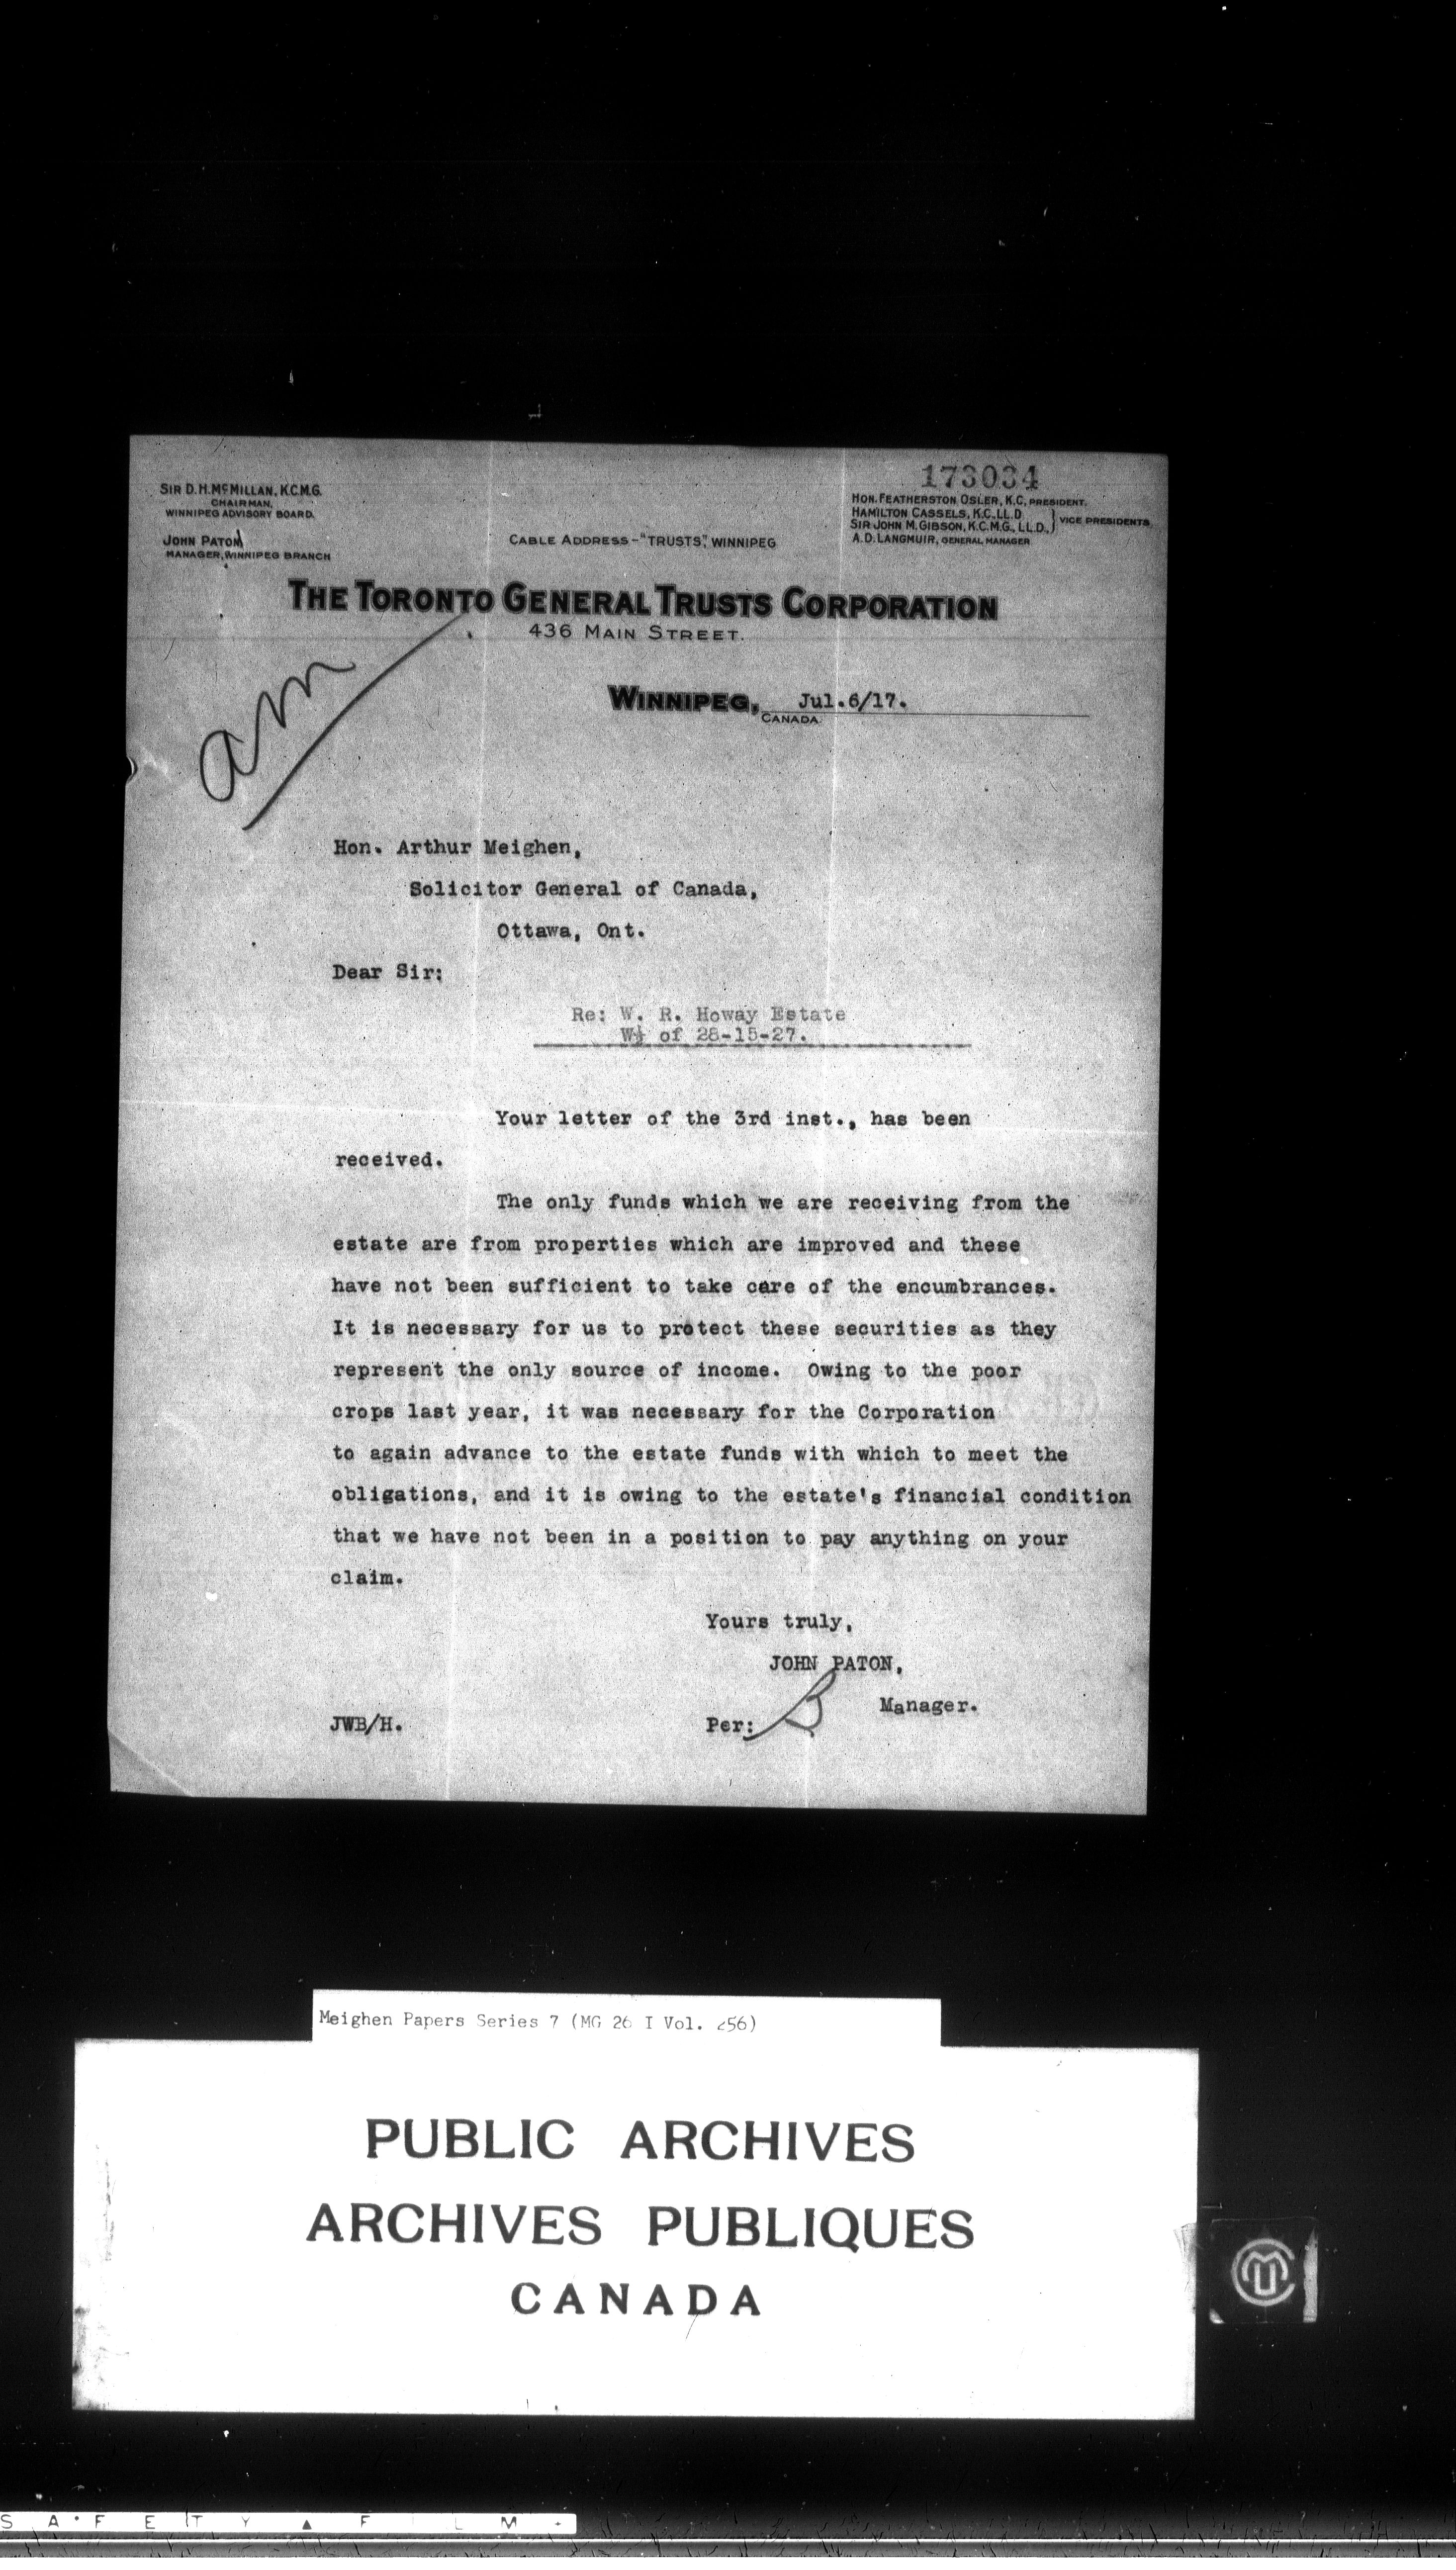 173034
SIR D. H. McMILLAN, K.C.M.G.
CHAIRMAN,
WINNIPEG ADVISORY BOARD.
JOHN PATON
MANAGER, WINNIPEG BRANCH
CABLE ADDRESS-"TRUSTS", WINNIPEG
HON. FEATHERSTON OSLER, K.C, PRESIDENT.
HAMILTON CASSELS, K.C. LL.D
SIR JOHN M. GIBSON, K.C.M.G., LL.D., } VICE PRESIDENTS
A.D. LANGMUIR, GENERAL MANAGER
THE TORONTO GENERAL TRUSTS CORPORATION
436 MAIN STREET.
am
WINNIPEG, Jul.6/17.
CANADA
Hon. Arthur Meighen,
Solicitor General of Canada,
Ottawa, Ont.
Dear Sir:
Re: W. R. Howay Estate
W½ of 28-15-27.
Your letter of the 3rd inst., has been
received.
The only funds which we are receiving from the
estate are from properties which are improved and these
have not been sufficient to take care of the encumbrances.
It is necessary for us to protect these securities as they
represent the only source of income. Owing to the poor
crops last year, it was necessary for the Corporation
to again advance to the estate funds with which to meet the
obligations, and it is owing to the estate's financial condition
that we have not been in a position to pay anything on your
claim.
Yours truly,
JOHN PATON,
Manager.
Per: B
JWB/H.
Meighen Papers Series 7 (MG 26 I Vol. 256)
PUBLIC ARCHIVES
ARCHIVES PUBLIQUES
CANADA
SAFETY ▲ FILM